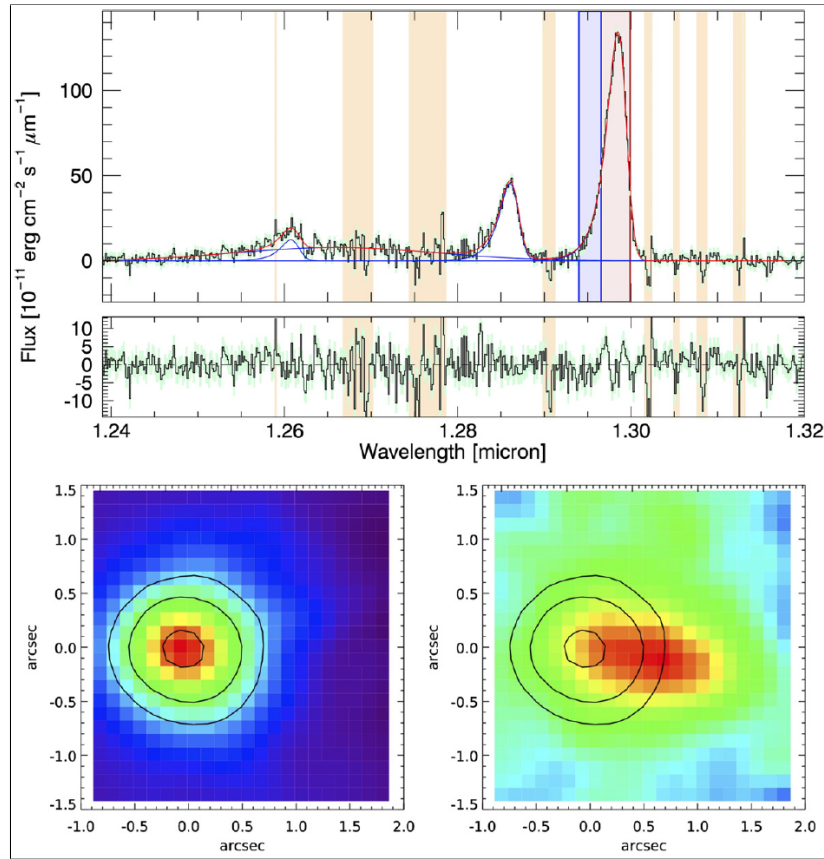 Flux [10⁻¹¹ erg cm⁻² s⁻¹ μm⁻¹]
100
50
0
10
5
0
-5
-10
1.24 1.26 1.28 1.30 1.32
Wavelength [micron]
1.5 1.5
1.0 1.0
0.5 0.5
arcsec 0.0 arcsec 0.0
-0.5 -0.5
-1.0 -1.0
-1.5 -1.5
-1.0 -0.5 0.0 0.5 1.0 1.5 2.0 -1.0 -0.5 0.0 0.5 1.0 1.5 2.0
arcsec arcsec